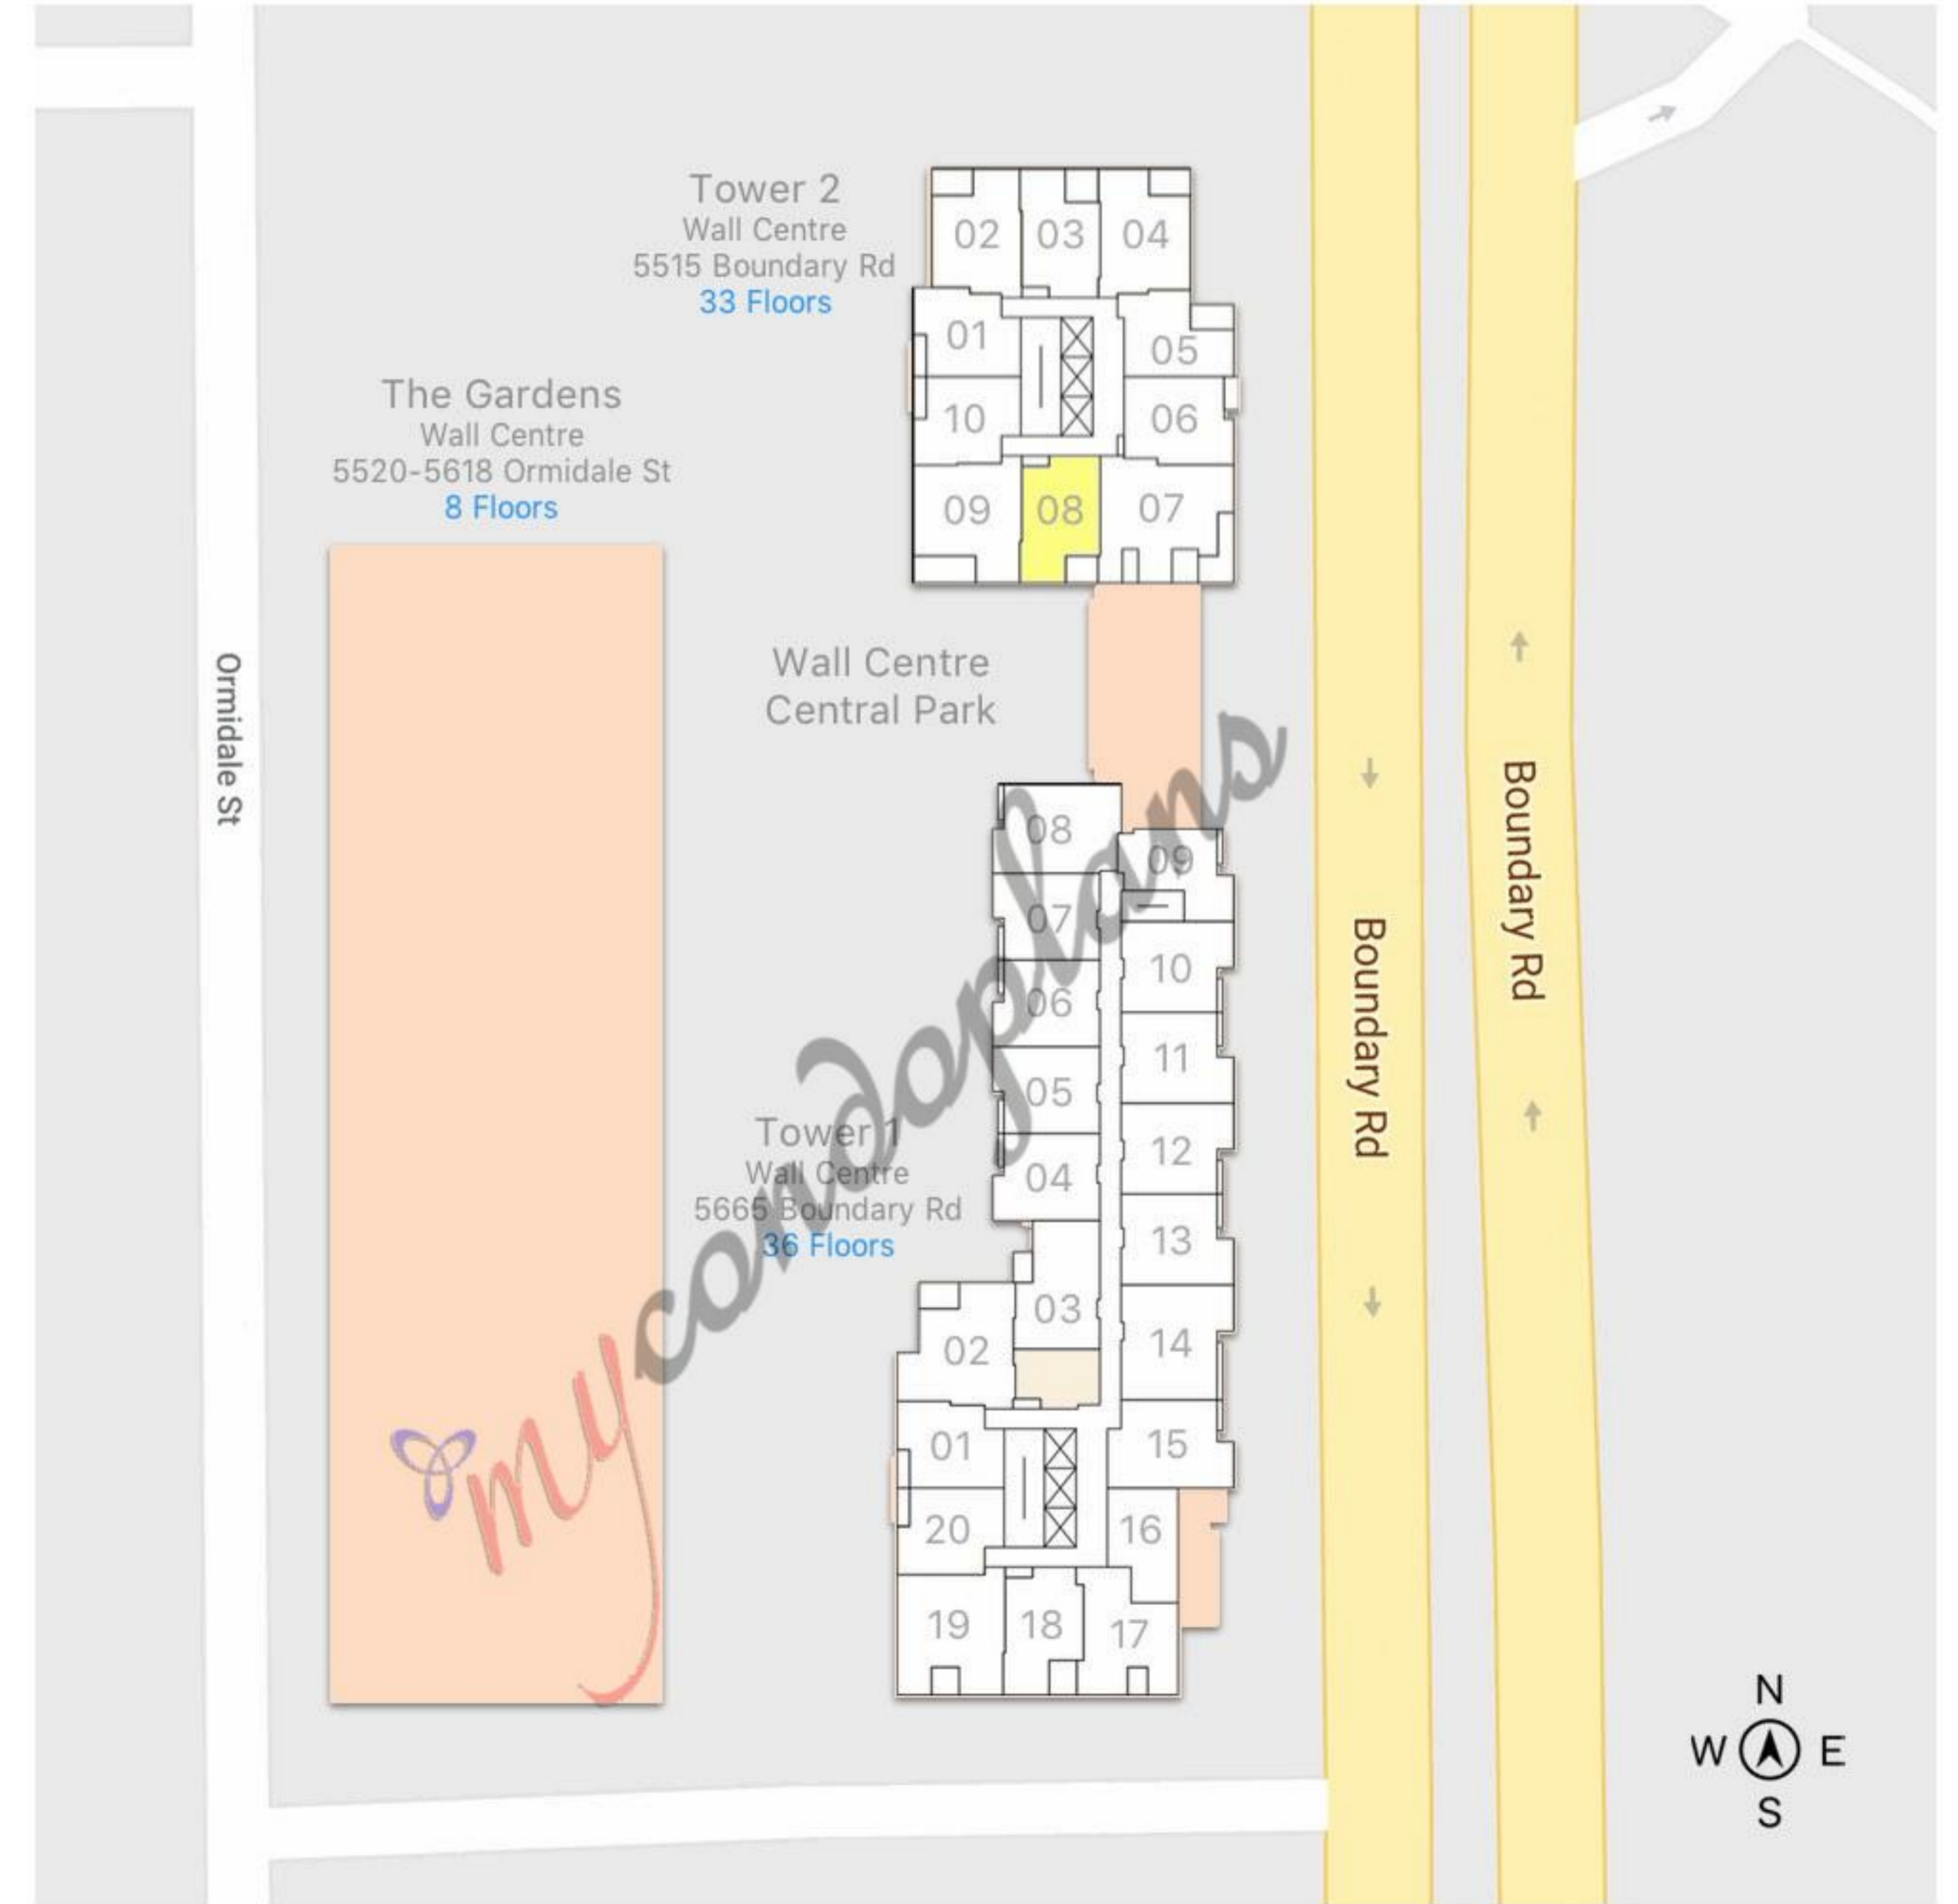 Tower 2
Wall Centre
5515 Boundary Rd
33 Floors
02 03 04
01
05
10 06
09 08 07
The Gardens
Wall Centre
5520-5618 Ormidale St
8 Floors
Ormidale St
Wall Centre
Central Park
08
09
07
10
06
11
05
12
04
13
03
14
02
01 15
20 16
19 18 17
Tower 1
Wall Centre
5665 Boundary Rd
36 Floors
mycondoplans
Boundary Rd
Boundary Rd
N
W E
S